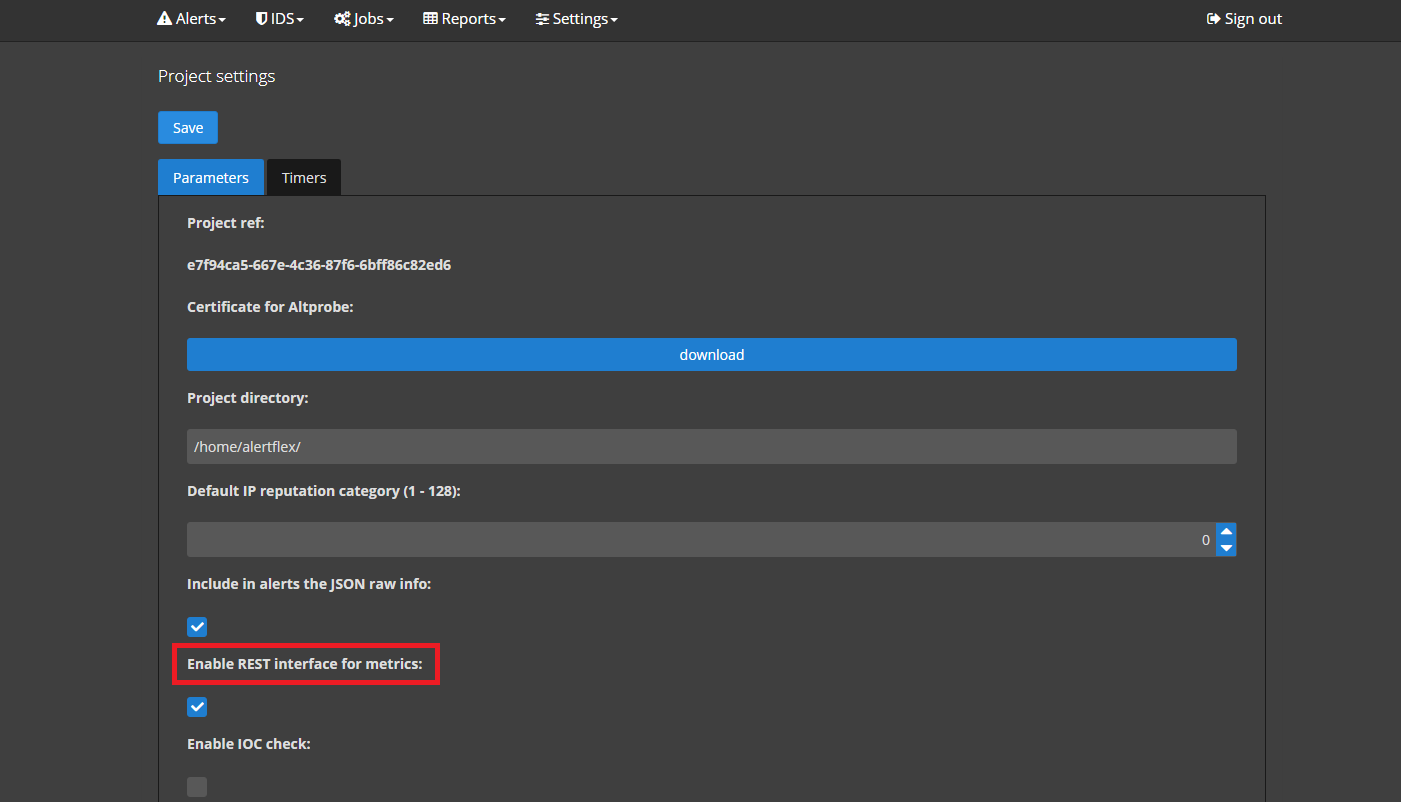 Alerts IDS Jobs Reports Settings Sign out
Project settings
Save
Parameters Timers
Project ref:
e7f94ca5-667e-4c36-87f6-6bff86c82ed6
Certificate for Altprobe:
download
Project directory:
/home/alertflex/
Default IP reputation category (1 - 128):
0
Include in alerts the JSON raw info:
Enable REST interface for metrics:
Enable IOC check: